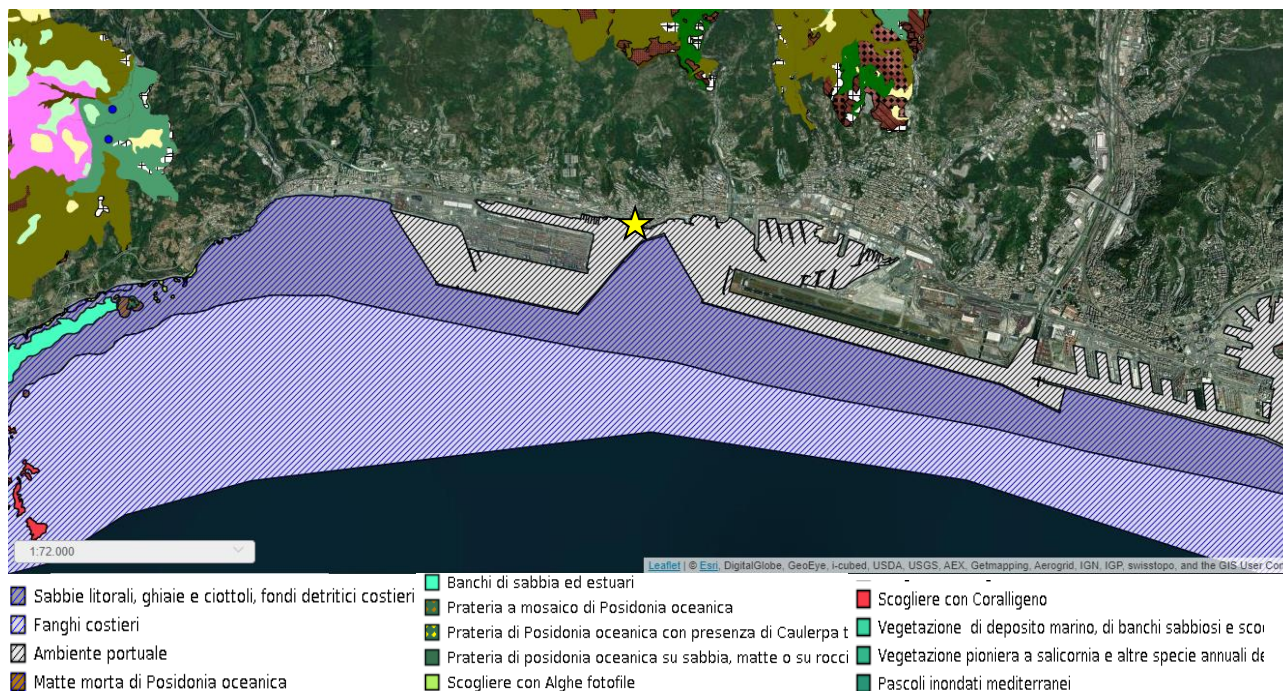 1:72.000
Leaflet | © Esri, DigitalGlobe, GeoEye, i-cubed, USDA, USGS, AEX, Getmapping, Aerogrid, IGN, IGP, swisstopo, and the GIS User Con
Sabbie litorali, ghiaie e ciottoli, fondi detritici costieri
Fanghi costieri
Ambiente portuale
Matte morta di Posidonia oceanica
Banchi di sabbia ed estuari
Prateria a mosaico di Posidonia oceanica
Prateria di Posidonia oceanica con presenza di Caulerpa t
Prateria di posidonia oceanica su sabbia, matte o su rocci
Scogliere con Alghe fotofile
Scogliere con Coralligeno
Vegetazione di deposito marino, di banchi sabbiosi e sco
Vegetazione pioniera a salicornia e altre specie annuali de
Pascoli inondati mediterranei